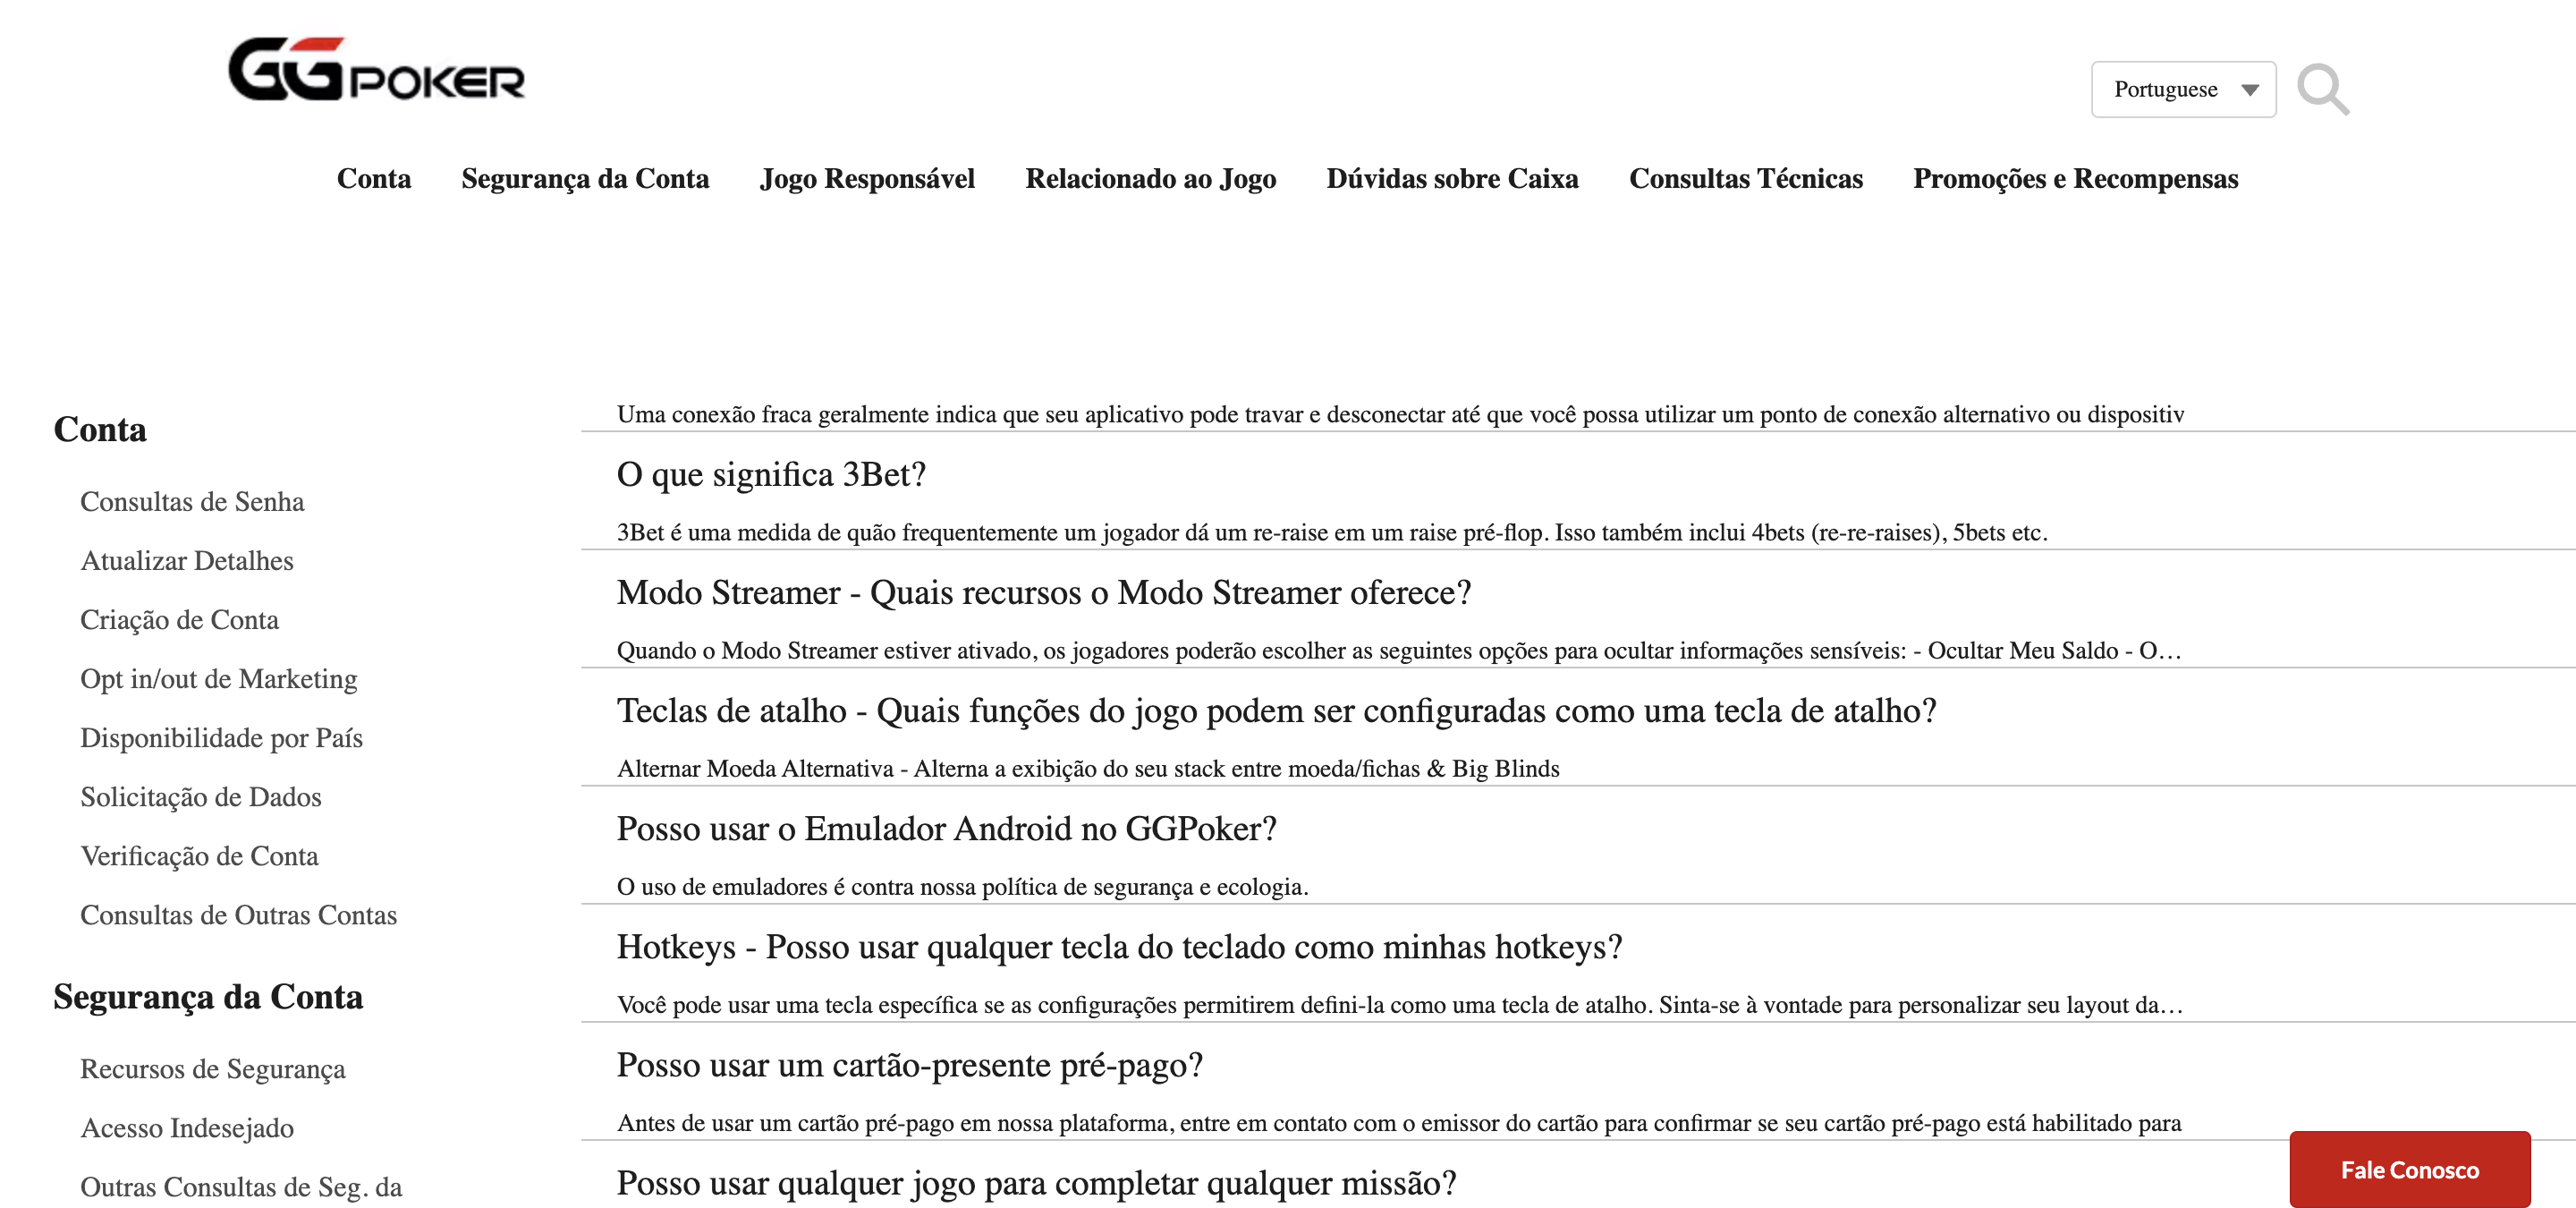 GGPOKER
Portuguese
Conta Segurança da Conta Jogo Responsável Relacionado ao Jogo Dúvidas sobre Caixa Consultas Técnicas Promoções e Recompensas
Conta
Consultas de Senha
Atualizar Detalhes
Criação de Conta
Opt in/out de Marketing
Disponibilidade por País
Solicitação de Dados
Verificação de Conta
Consultas de Outras Contas
Segurança da Conta
Recursos de Segurança
Acesso Indesejado
Outras Consultas de Seg. da
Uma conexão fraca geralmente indica que seu aplicativo pode travar e desconectar até que você possa utilizar um ponto de conexão alternativo ou dispositiv
O que significa 3Bet?
3Bet é uma medida de quão frequentemente um jogador dá um re-raise em um raise pré-flop. Isso também inclui 4bets (re-re-raises), 5bets etc.
Modo Streamer - Quais recursos o Modo Streamer oferece?
Quando o Modo Streamer estiver ativado, os jogadores poderão escolher as seguintes opções para ocultar informações sensíveis: - Ocultar Meu Saldo - O…
Teclas de atalho - Quais funções do jogo podem ser configuradas como uma tecla de atalho?
Alternar Moeda Alternativa - Alterna a exibição do seu stack entre moeda/fichas & Big Blinds
Posso usar o Emulador Android no GGPoker?
O uso de emuladores é contra nossa política de segurança e ecologia.
Hotkeys - Posso usar qualquer tecla do teclado como minhas hotkeys?
Você pode usar uma tecla específica se as configurações permitirem defini-la como uma tecla de atalho. Sinta-se à vontade para personalizar seu layout da…
Posso usar um cartão-presente pré-pago?
Antes de usar um cartão pré-pago em nossa plataforma, entre em contato com o emissor do cartão para confirmar se seu cartão pré-pago está habilitado para
Posso usar qualquer jogo para completar qualquer missão?
Fale Conosco